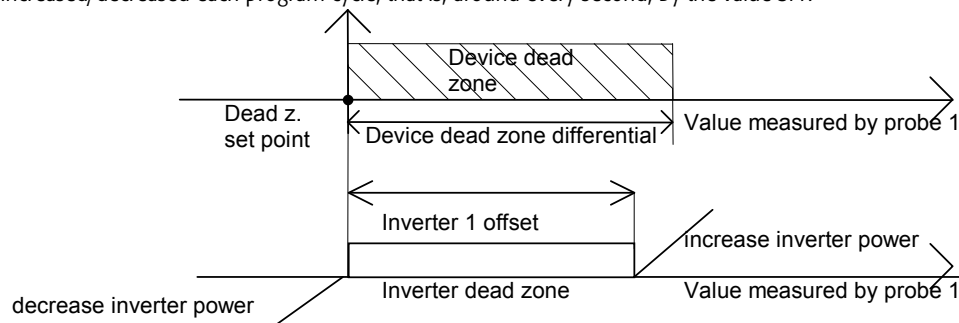 increased/decreased each program cycle, that is, around every second, by the value of K
Device dead
zone
Dead z.
set point
Device dead zone differential
Value measured by probe 1
Inverter 1 offset
increase inverter power
Inverter dead zone
Value measured by probe 1
decrease inverter power